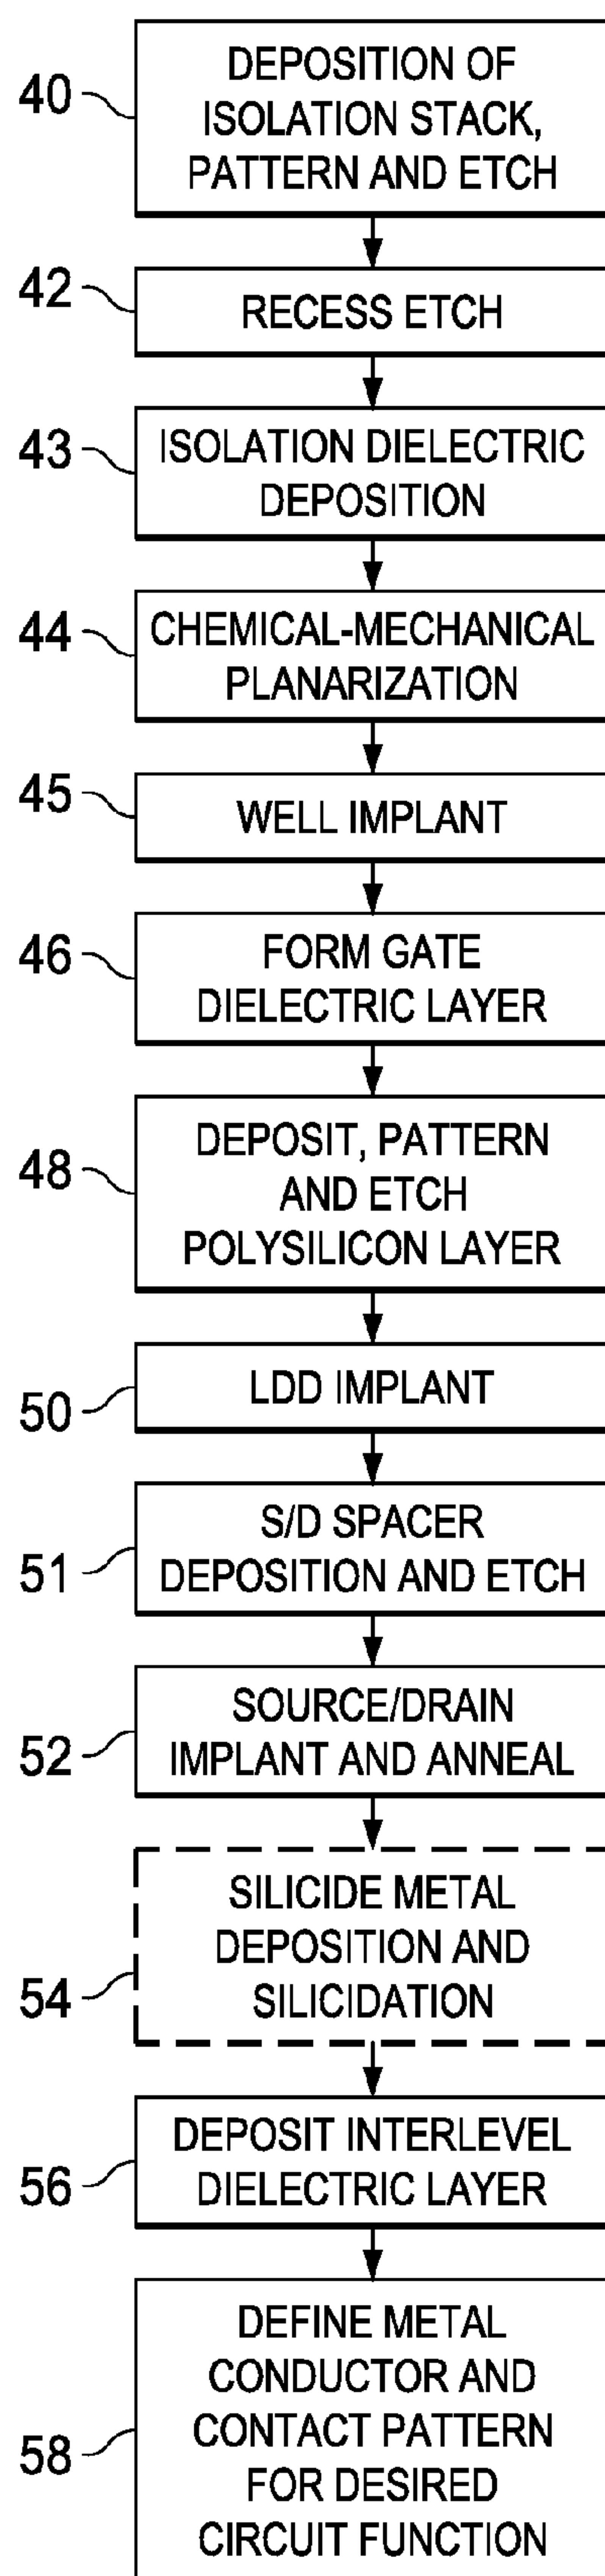 40
DEPOSITION OF
ISOLATION STACK,
PATTERN AND ETCH
42
RECESS ETCH
43
ISOLATION DIELECTRIC
DEPOSITION
44
CHEMICAL-MECHANICAL
PLANARIZATION
45
WELL IMPLANT
46
FORM GATE
DIELECTRIC LAYER
48
DEPOSIT, PATTERN
AND ETCH
POLYSILICON LAYER
50
LDD IMPLANT
51
S/D SPACER
DEPOSITION AND ETCH
52
SOURCE/DRAIN
IMPLANT AND ANNEAL
54
SILICIDE METAL
DEPOSITION AND
SILICIDATION
56
DEPOSIT INTERLEVEL
DIELECTRIC LAYER
58
DEFINE METAL
CONDUCTOR AND
CONTACT PATTERN
FOR DESIRED
CIRCUIT FUNCTION